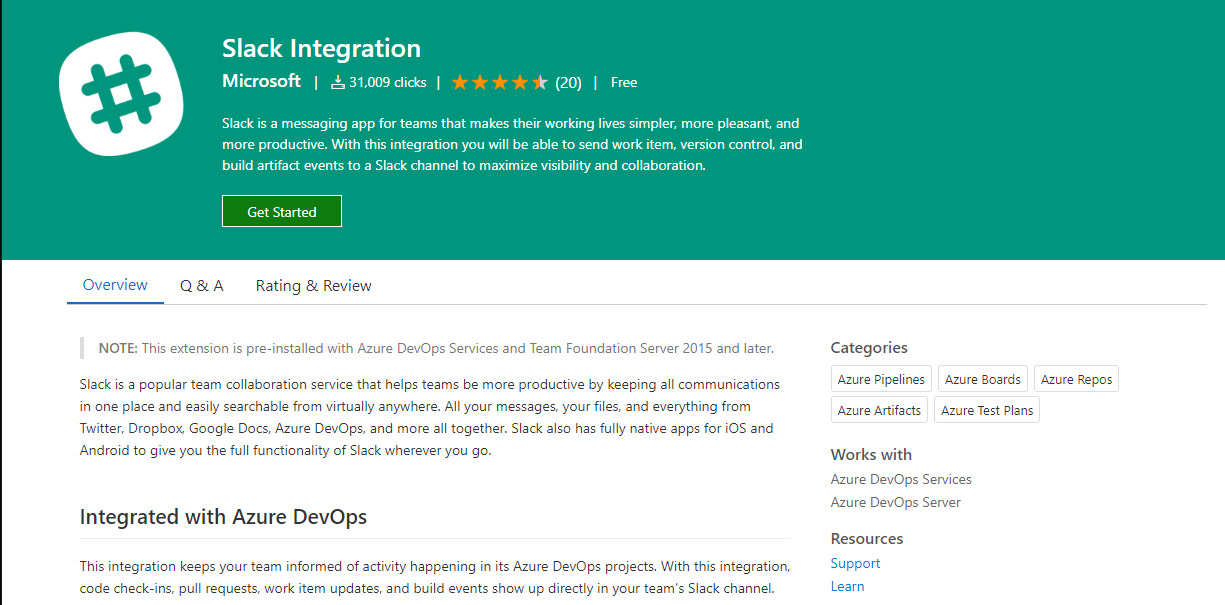 Slack Integration
Microsoft | 31,009 clicks | (20) | Free
Slack is a messaging app for teams that makes their working lives simpler, more pleasant, and
more productive. With this integration you will be able to send work item, version control, and
build artifact events to a Slack channel to maximize visibility and collaboration.
Get Started
Overview Q & A Rating & Review
NOTE: This extension is pre-installed with Azure DevOps Services and Team Foundation Server 2015 and later.
Slack is a popular team collaboration service that helps teams be more productive by keeping all communications
in one place and easily searchable from virtually anywhere. All your messages, your files, and everything from
Twitter, Dropbox, Google Docs, Azure DevOps, and more all together. Slack also has fully native apps for iOS and
Android to give you the full functionality of Slack wherever you go.
Integrated with Azure DevOps
This integration keeps your team informed of activity happening in its Azure DevOps projects. With this integration,
code check-ins, pull requests, work item updates, and build events show up directly in your team's Slack channel.
Categories
Azure Pipelines Azure Boards Azure Repos
Azure Artifacts Azure Test Plans
Works with
Azure DevOps Services
Azure DevOps Server
Resources
Support
Learn